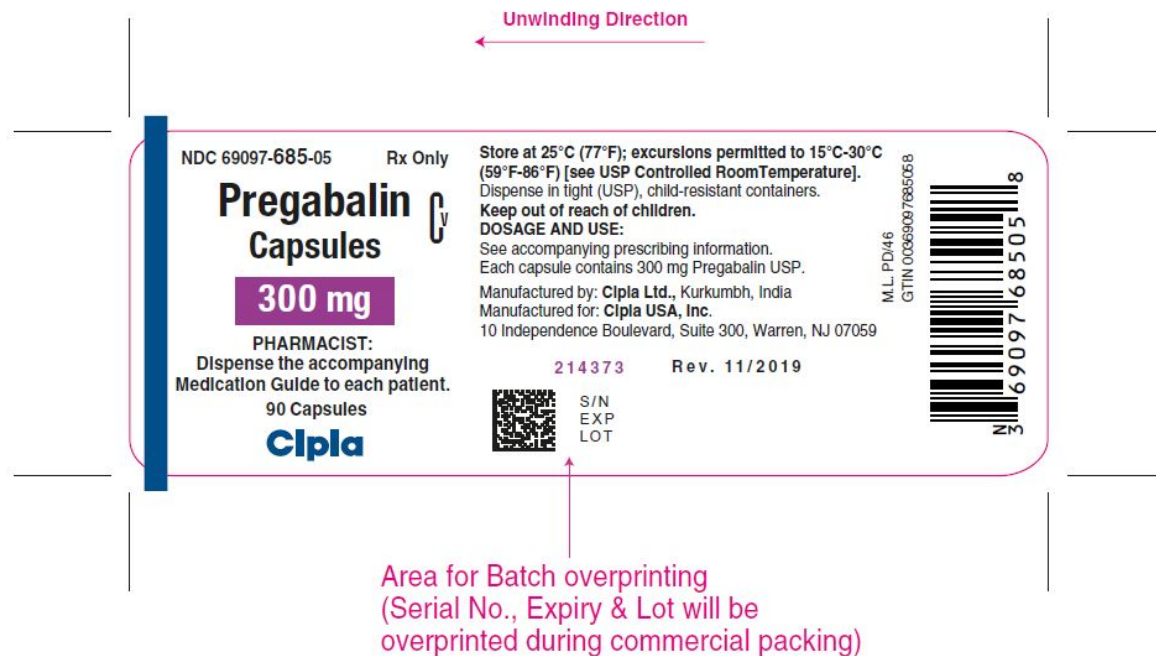 Unwinding Direction
NDC 69097-685-05 Rx Only
Pregabalin CV
Capsules
300 mg
PHARMACIST:
Dispense the accompanying
Medication Guide to each patient.
90 Capsules
Cipla
Store at 25°C (77°F); excursions permitted to 15°C-30°C
(59°F-86°F) [see USP Controlled RoomTemperature].
Dispense in tight (USP), child-resistant containers.
Keep out of reach of children.
DOSAGE AND USE:
See accompanying prescribing information.
Each capsule contains 300 mg Pregabalin USP.
Manufactured by: Cipla Ltd., Kurkumbh, India
Manufactured for: Cipla USA, Inc.
10 Independence Boulevard, Suite 300, Warren, NJ 07059
214373 Rev. 11/2019
S/N
EXP
LOT
M.L. PD/46
GTIN 00369097685058
N
3 69097 68505 8
Area for Batch overprinting
(Serial No., Expiry & Lot will be
overprinted during commercial packing)